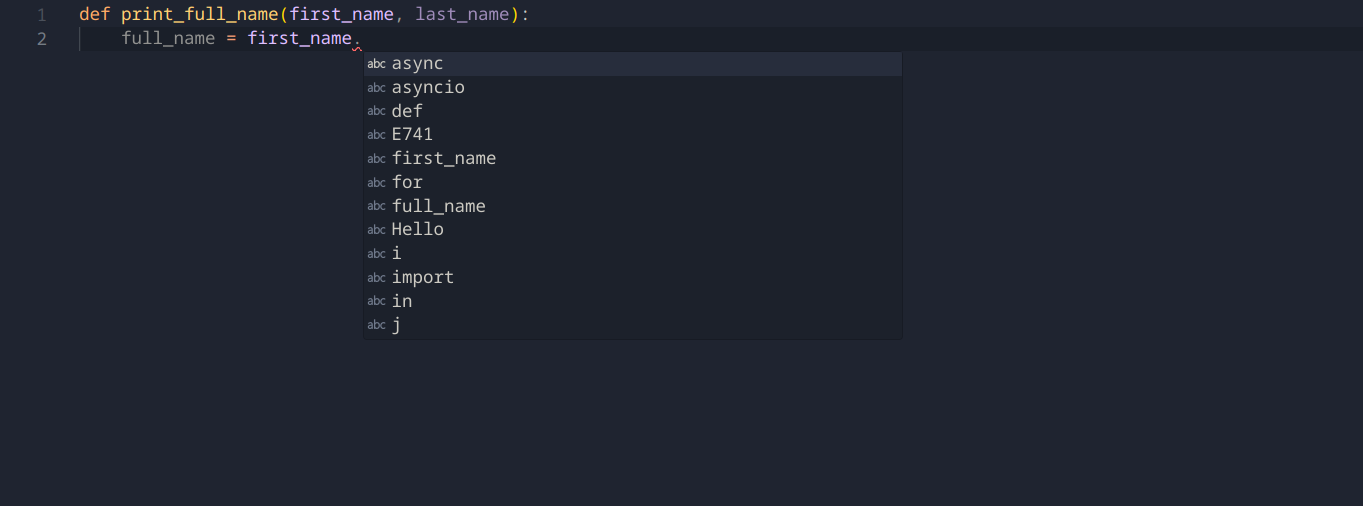 1 def print_full_name(first_name, last_name):
2 full_name = first_name.
abc async
abc asyncio
abc def
abc E741
abc first_name
abc for
abc full_name
abc Hello
abc i
abc import
abc in
abc j